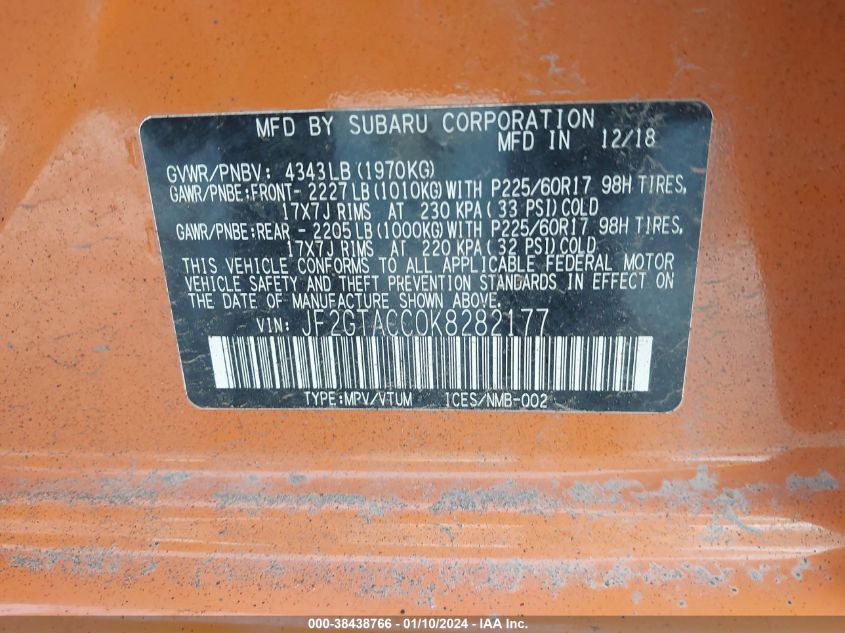 MFD BY SUBARU CORPORATION
MFD IN 12/18
GVWR/PNBV: 4343LB (1970KG)
GAWR/PNBE:FRONT- 2227LB(1010KG)WITH P225/60R17 98H TIRES,
17X7J RIMS AT 230 KPA( 33 PSI)COLD
GAWR/PNBE:REAR - 2205LB(1000KG)WITH P225/60R17 98H TIRES,
17X7J RIMS AT 220 KPA( 32 PSI)COLD
THIS VEHICLE CONFORMS TO ALL APPLICABLE FEDERAL MOTOR
VEHICLE SAFETY AND THEFT PREVENTION STANDARDS IN EFFECT ON
THE DATE OF MANUFACTURE SHOWN ABOVE.
VIN: JF2GTACC0K8282177
TYPE:MPV/VTUM ICES/NMB-002
000-38438766 - 01/10/2024 - IAA Inc.